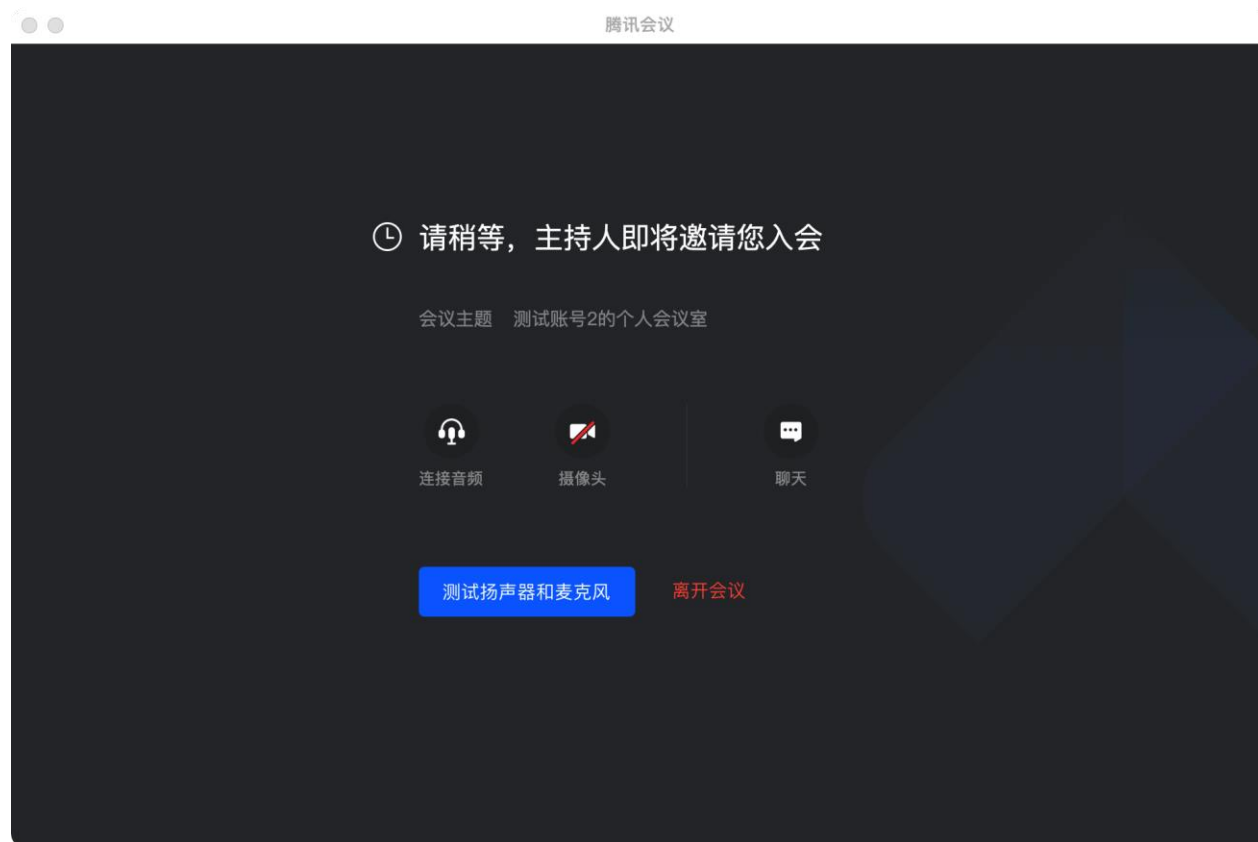 腾讯会议
请稍等，主持人即将邀请您入会
会议主题 测试账号2的个人会议室
连接音频 摄像头 聊天
测试扬声器和麦克风 离开会议